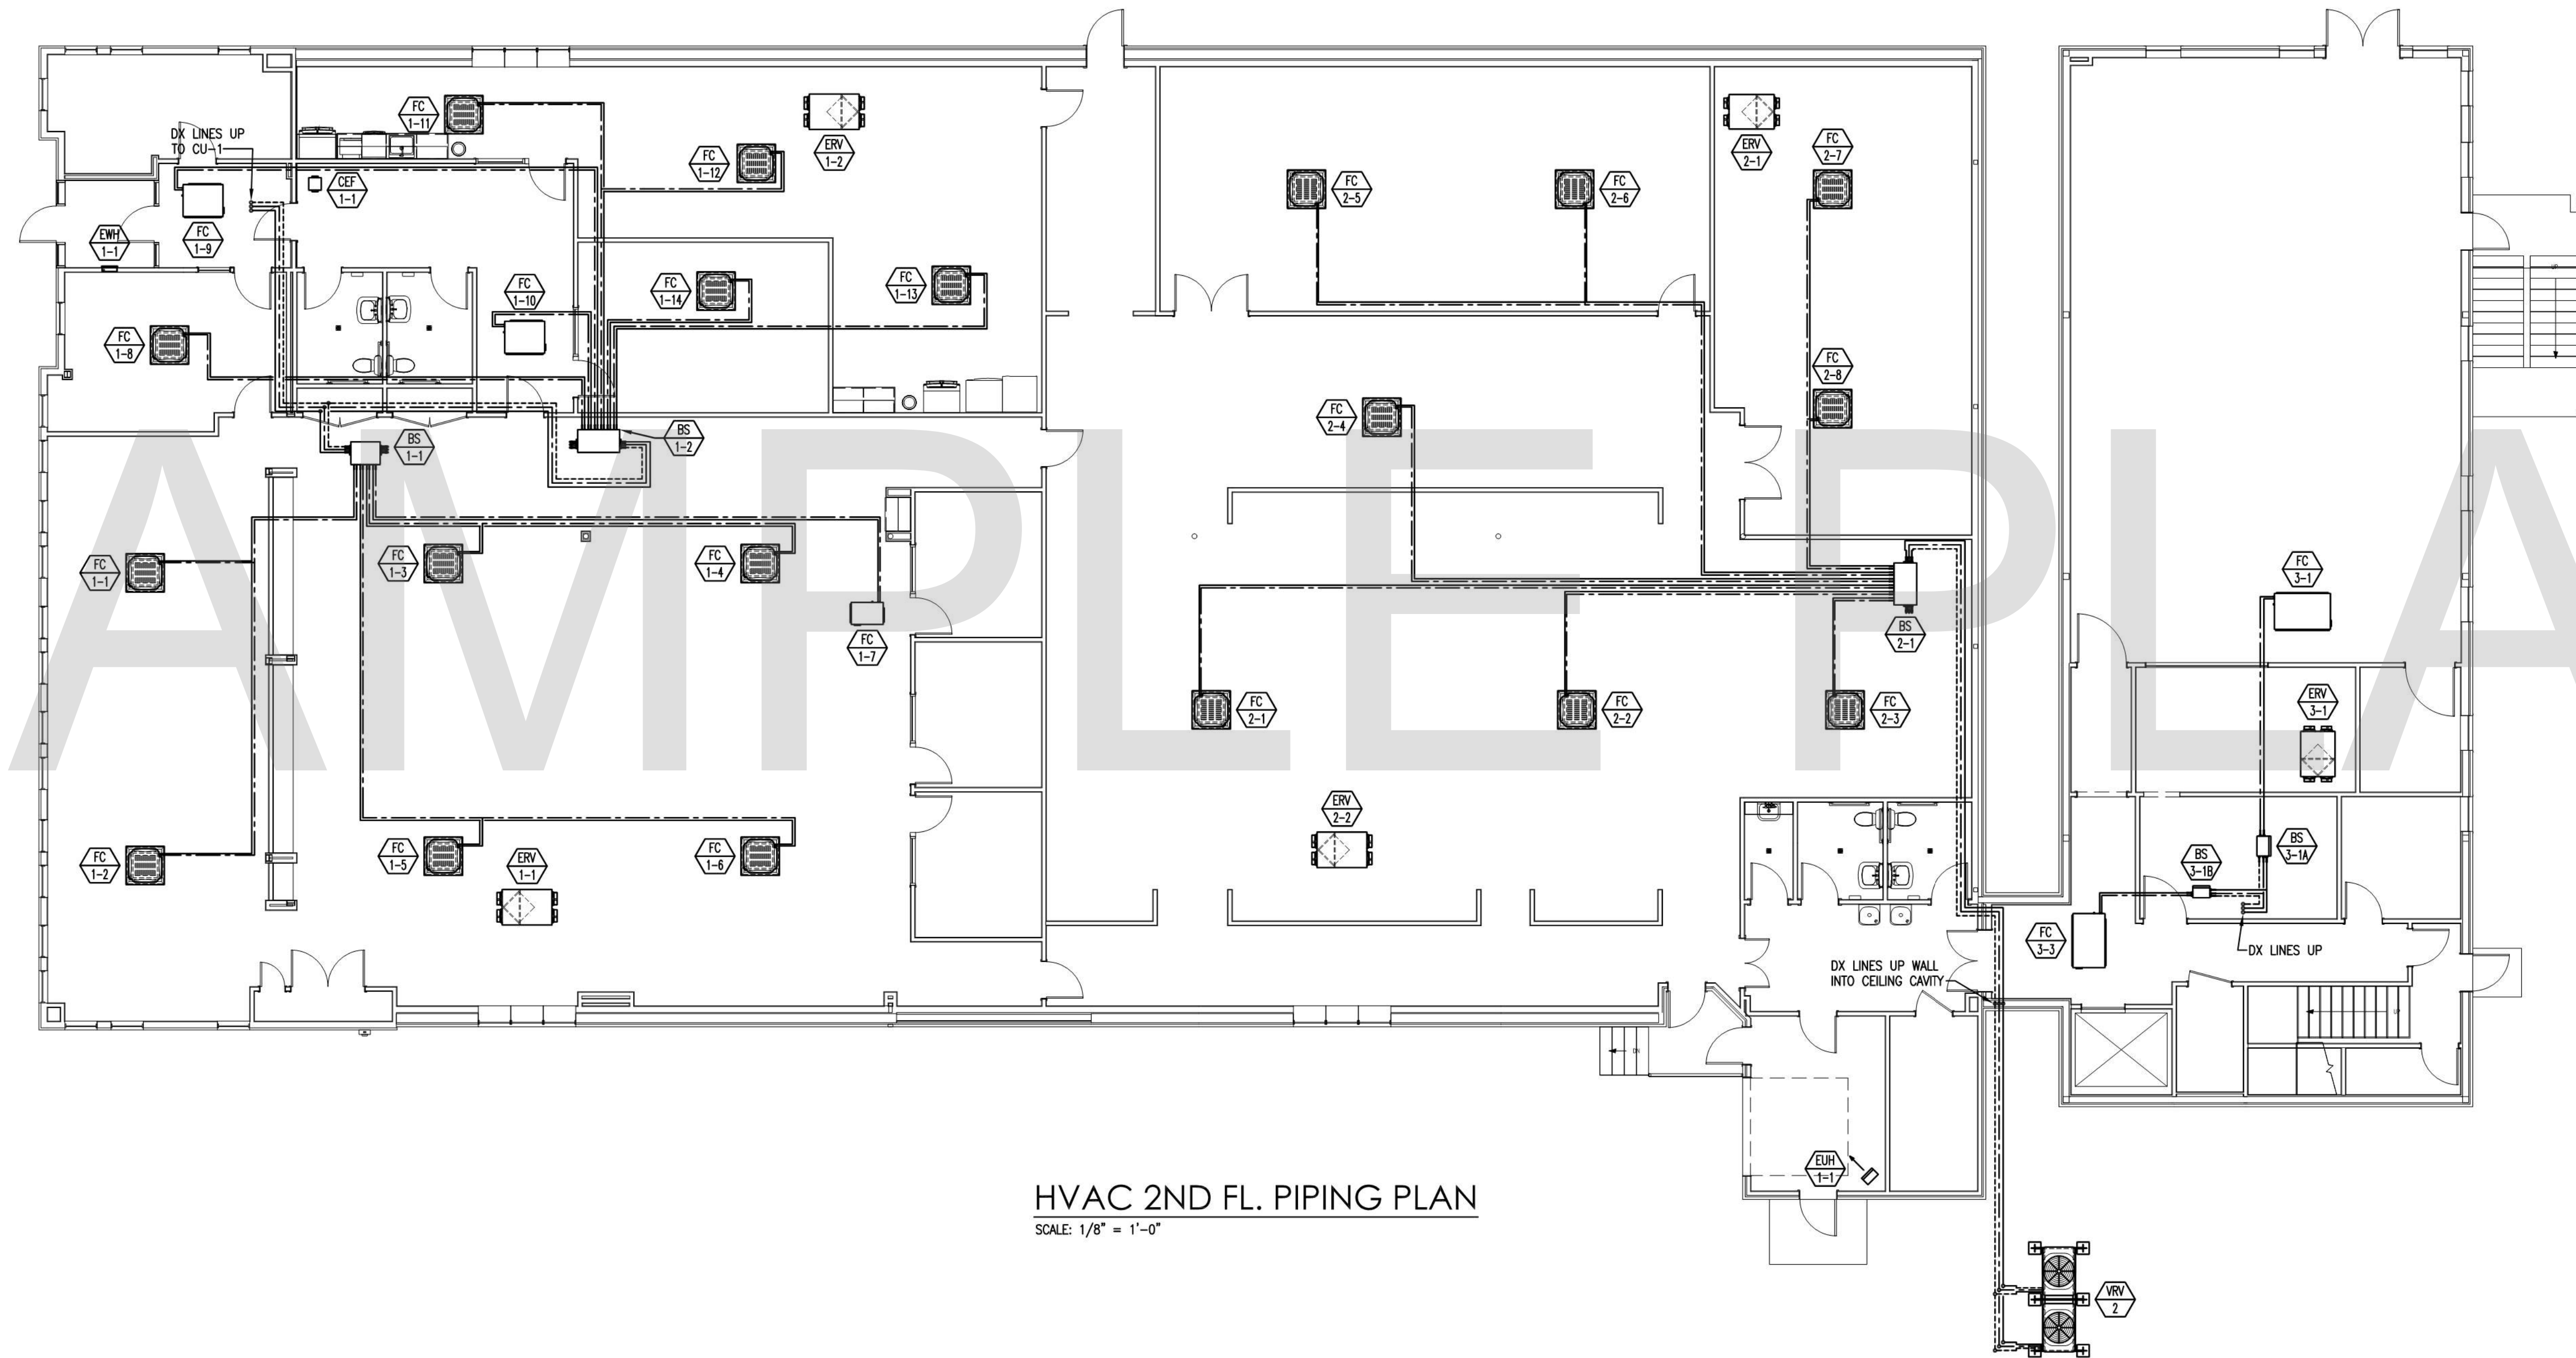 FC
1-11
ERV
1-2
ERV
2-1
FC
2-7
DX LINES UP
TO CU-1
FC
1-12
CEF
1-1
FC
2-5
FC
2-6
EWH
1-1
FC
1-9
FC
1-10
FC
1-14
FC
1-13
UP
FC
1-8
FC
2-8
FC
2-4
BS
1-1
BS
1-2
AMPLE PLA
FC
1-1
FC
1-3
FC
1-4
FC
3-1
FC
1-7
BS
2-1
FC
2-1
FC
2-2
FC
2-3
ERV
3-1
ERV
2-2
FC
1-2
FC
1-5
ERV
1-1
FC
1-6
BS
3-1B
BS
3-1A
FC
3-3
DX LINES UP
DX LINES UP WALL
INTO CEILING CAVITY
UP
DN
EUH
1-1
HVAC 2ND FL. PIPING PLAN
SCALE: 1/8" = 1'-0"
VRV
2